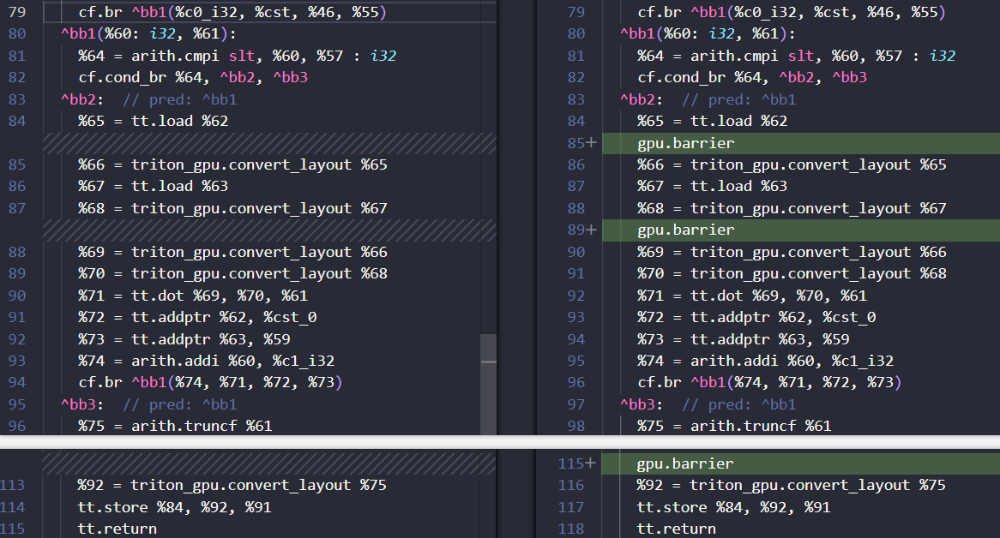 79 cf.br ^bb1(%c0_i32, %cst, %46, %55)
80 ^bb1(%60: i32, %61):
81 %64 = arith.cmpi slt, %60, %57 : i32
82 cf.cond_br %64, ^bb2, ^bb3
83 ^bb2: // pred: ^bb1
84 %65 = tt.load %62
85 %66 = triton_gpu.convert_layout %65
86 %67 = tt.load %63
87 %68 = triton_gpu.convert_layout %67
88 %69 = triton_gpu.convert_layout %66
89 %70 = triton_gpu.convert_layout %68
90 %71 = tt.dot %69, %70, %61
91 %72 = tt.addptr %62, %cst_0
92 %73 = tt.addptr %63, %59
93 %74 = arith.addi %60, %c1_i32
94 cf.br ^bb1(%74, %71, %72, %73)
95 ^bb3: // pred: ^bb1
96 %75 = arith.truncf %61
113 %92 = triton_gpu.convert_layout %75
114 tt.store %84, %92, %91
115 tt.return
79 cf.br ^bb1(%c0_i32, %cst, %46, %55)
80 ^bb1(%60: i32, %61):
81 %64 = arith.cmpi slt, %60, %57 : i32
82 cf.cond_br %64, ^bb2, ^bb3
83 ^bb2: // pred: ^bb1
84 %65 = tt.load %62
85+ gpu.barrier
86 %66 = triton_gpu.convert_layout %65
87 %67 = tt.load %63
88 %68 = triton_gpu.convert_layout %67
89+ gpu.barrier
90 %69 = triton_gpu.convert_layout %66
91 %70 = triton_gpu.convert_layout %68
92 %71 = tt.dot %69, %70, %61
93 %72 = tt.addptr %62, %cst_0
94 %73 = tt.addptr %63, %59
95 %74 = arith.addi %60, %c1_i32
96 cf.br ^bb1(%74, %71, %72, %73)
97 ^bb3: // pred: ^bb1
98 %75 = arith.truncf %61
115+ gpu.barrier
116 %92 = triton_gpu.convert_layout %75
117 tt.store %84, %92, %91
118 tt.return